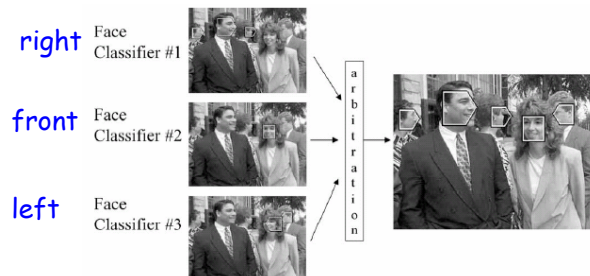 right
Face
Classifier #1
front
Face
Classifier #2
left
Face
Classifier #3
arbitration